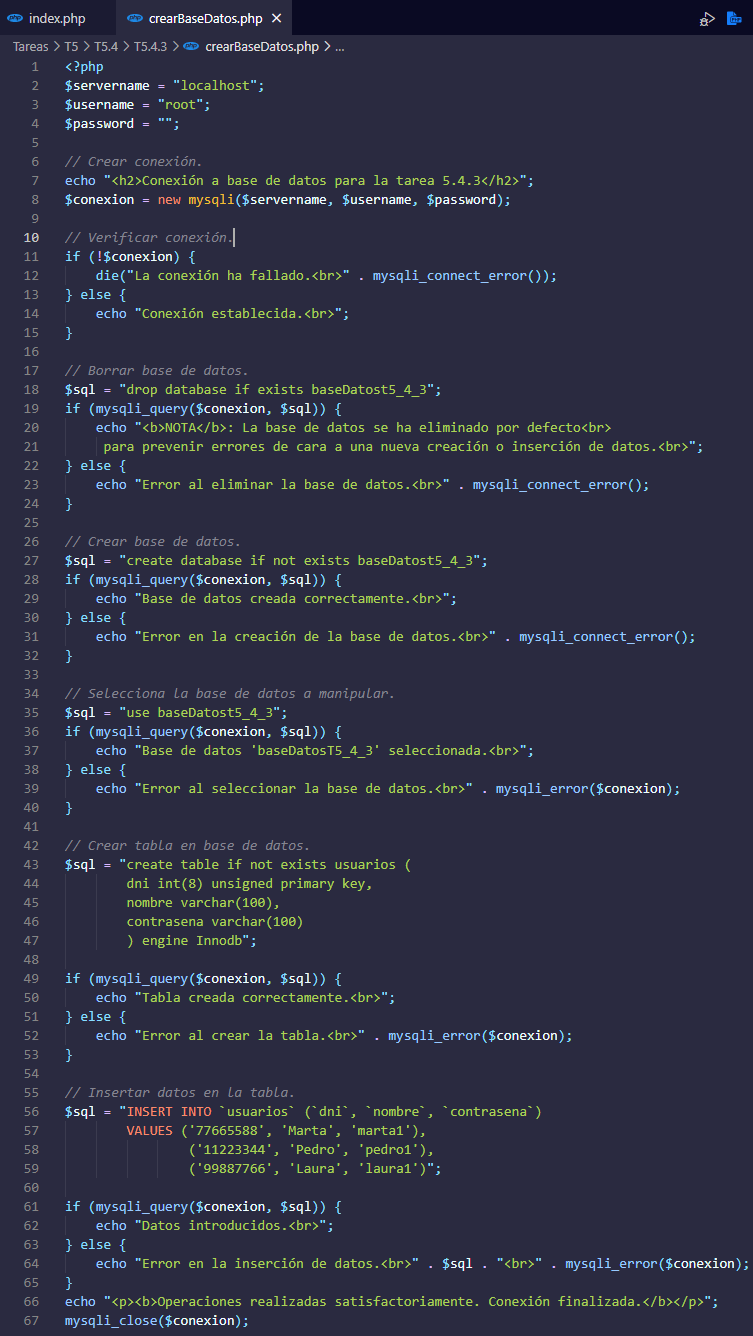 index.php
crearBaseDatos.php ×
Tareas > T5 > T5.4 > T5.4.3 > crearBaseDatos.php > ...
1 <?php
2 $servername = "localhost";
3 $username = "root";
4 $password = "";
5
6 // Crear conexión.
7 echo "<h2>Conexión a base de datos para la tarea 5.4.3</h2>";
8 $conexion = new mysqli($servername, $username, $password);
9
10 // Verificar conexión.
11 if (!$conexion) {
12     die("La conexión ha fallado.<br>" . mysqli_connect_error());
13 } else {
14     echo "Conexión establecida.<br>";
15 }
16
17 // Borrar base de datos.
18 $sql = "drop database if exists baseDatost5_4_3";
19 if (mysqli_query($conexion, $sql)) {
20     echo "<b>NOTA</b>: La base de datos se ha eliminado por defecto<br>
21      para prevenir errores de cara a una nueva creación o inserción de datos.<br>";
22 } else {
23     echo "Error al eliminar la base de datos.<br>" . mysqli_connect_error();
24 }
25
26 // Crear base de datos.
27 $sql = "create database if not exists baseDatost5_4_3";
28 if (mysqli_query($conexion, $sql)) {
29     echo "Base de datos creada correctamente.<br>";
30 } else {
31     echo "Error en la creación de la base de datos.<br>" . mysqli_connect_error();
32 }
33
34 // Selecciona la base de datos a manipular.
35 $sql = "use baseDatost5_4_3";
36 if (mysqli_query($conexion, $sql)) {
37     echo "Base de datos 'baseDatosT5_4_3' seleccionada.<br>";
38 } else {
39     echo "Error al seleccionar la base de datos.<br>" . mysqli_error($conexion);
40 }
41
42 // Crear tabla en base de datos.
43 $sql = "create table if not exists usuarios (
44         dni int(8) unsigned primary key,
45         nombre varchar(100),
46         contrasena varchar(100)
47         ) engine Innodb";
48
49 if (mysqli_query($conexion, $sql)) {
50     echo "Tabla creada correctamente.<br>";
51 } else {
52     echo "Error al crear la tabla.<br>" . mysqli_error($conexion);
53 }
54
55 // Insertar datos en la tabla.
56 $sql = "INSERT INTO `usuarios` (`dni`, `nombre`, `contrasena`)
57         VALUES ('77665588', 'Marta', 'marta1'),
58                 ('11223344', 'Pedro', 'pedro1'),
59                 ('99887766', 'Laura', 'laura1')";
60
61 if (mysqli_query($conexion, $sql)) {
62     echo "Datos introducidos.<br>";
63 } else {
64     echo "Error en la inserción de datos.<br>" . $sql . "<br>" . mysqli_error($conexion);
65 }
66 echo "<p><b>Operaciones realizadas satisfactoriamente. Conexión finalizada.</b></p>";
67 mysqli_close($conexion);